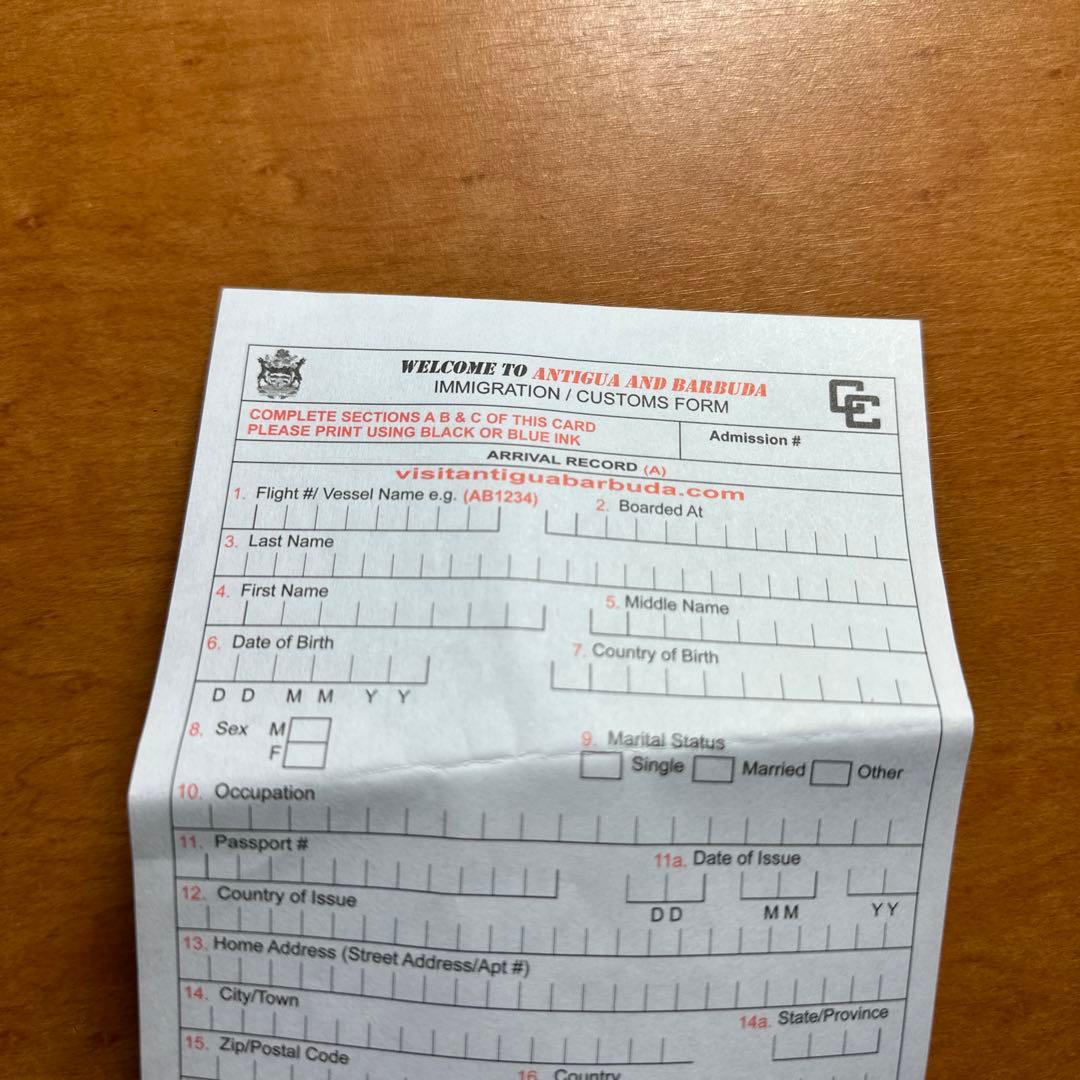 WELCOME TO ANTIGUA AND BARBUDA
IMMIGRATION / CUSTOMS FORM
COMPLETE SECTIONS A B & C OF THIS CARD
PLEASE PRINT USING BLACK OR BLUE INK
Admission #
ARRIVAL RECORD (A)
visitantiguabarbuda.com
1. Flight #/ Vessel Name e.g. (AB1234)
2. Boarded At
3. Last Name
4. First Name
5. Middle Name
6. Date of Birth
7. Country of Birth
D D M M Y Y
8. Sex M
F
9. Marital Status
Single Married Other
10. Occupation
11. Passport #
11a. Date of Issue
D D M M Y Y
12. Country of Issue
13. Home Address (Street Address/Apt #)
14. City/Town
14a. State/Province
15. Zip/Postal Code
16. Country